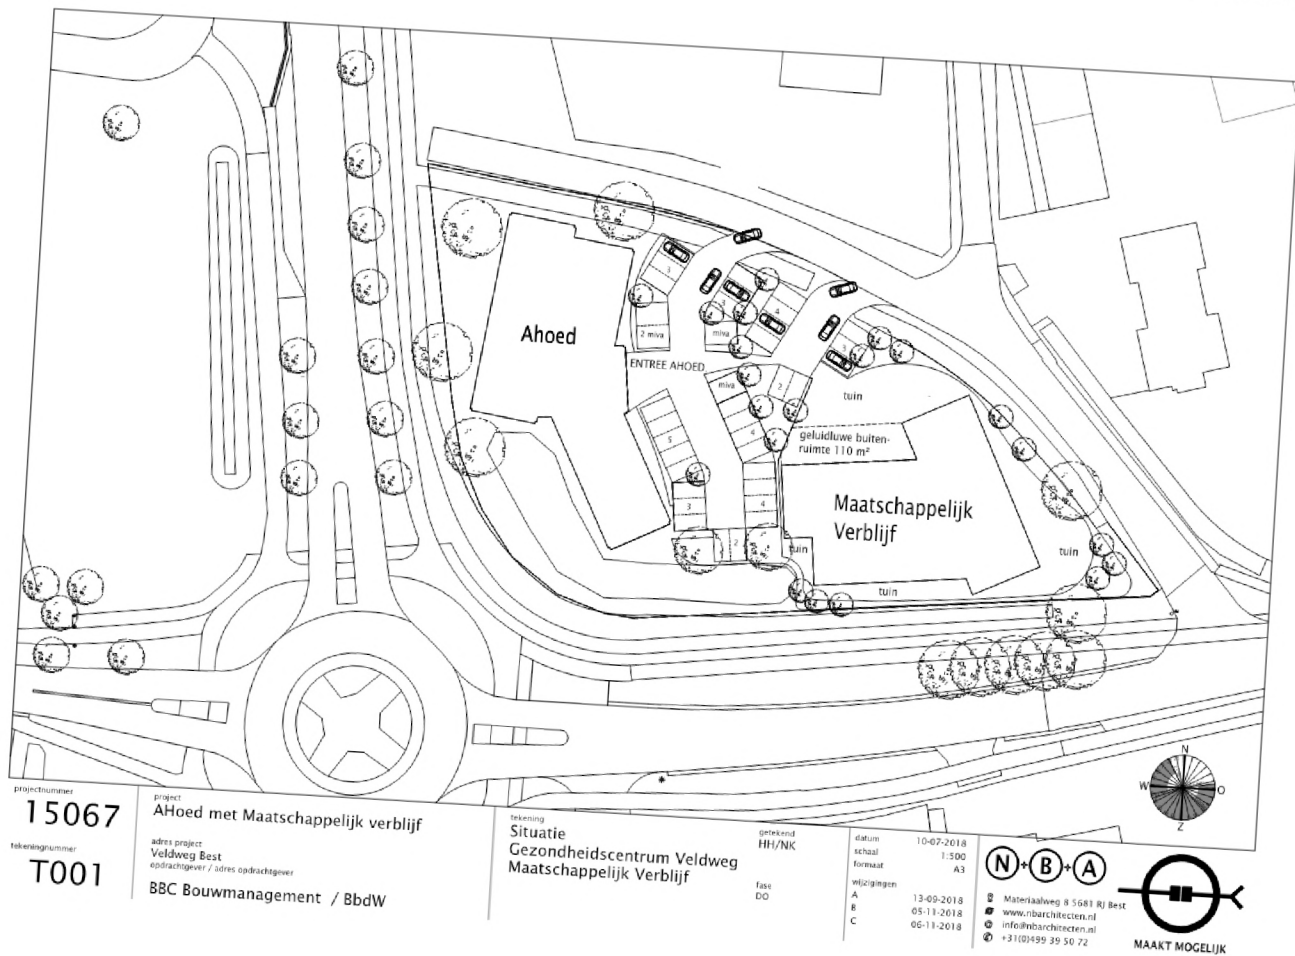 3
3
4
3
2 miva
miva
Ahoed
ENTREE AHOED
miva
2
tuin
5
4
geluidluwe buiten-
ruimte 110 m²
3
4
Maatschappelijk
Verblijf
2
tuin
tuin
tuin
N
W
O
Z
projectnummer
15067
tekeningnummer
T001
project
AHoed met Maatschappelijk verblijf
adres project
Veldweg Best
opdrachtgever / adres opdrachtgever
BBC Bouwmanagement / BbdW
tekening
Situatie
Gezondheidscentrum Veldweg
Maatschappelijk Verblijf
getekend
HH/NK
fase
DO
datum 10-07-2018
schaal 1:500
formaat A3
wijzigingen
A 13-09-2018
B 05-11-2018
C 06-11-2018
N+B+A
Materiaalweg 8 5681 RJ Best
www.nbarchitecten.nl
info@nbarchitecten.nl
+31(0)499 39 50 72
MAAKT MOGELIJK